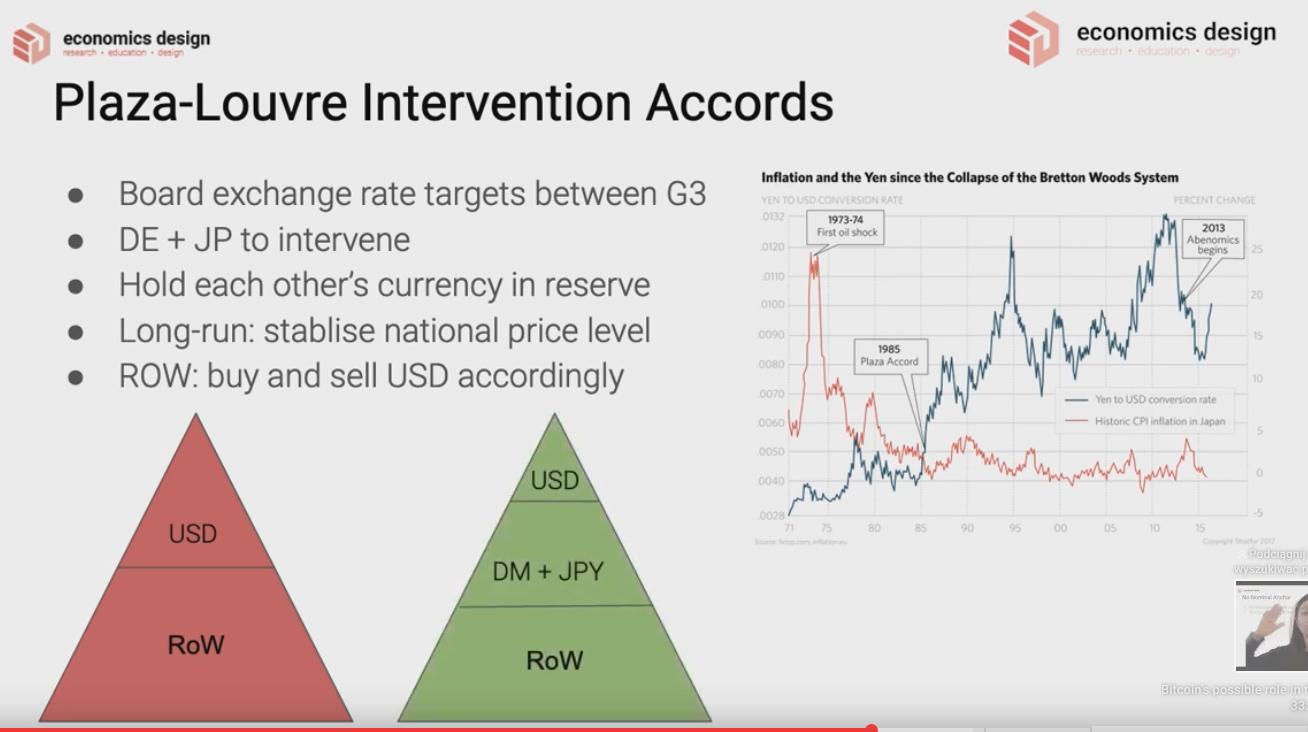 economics design
research • education • design
economics design
research • education • design
Plaza-Louvre Intervention Accords
● Board exchange rate targets between G3
● DE + JP to intervene
● Hold each other's currency in reserve
● Long-run: stablise national price level
● ROW: buy and sell USD accordingly
USD
RoW
USD
DM + JPY
RoW
Inflation and the Yen since the Collapse of the Bretton Woods System
YEN TO USD CONVERSION RATE
PERCENT CHANGE
.0132
.0120
.0110
.0100
.0090
.0080
.0070
.0060
.0050
.0040
.0028
1973-74
First oil shock
1985
Plaza Accord
2013
Abenomics
begins
25
20
15
10
5
0
-5
Yen to USD conversion rate
Historic CPI inflation in Japan
71 75 80 85 90 95 00 05 10 15
Copyright Stratfor 2017
Podciągnij
wyszukiwać p
No Nominal Anchor
Bitcoin's possible role in t
33: